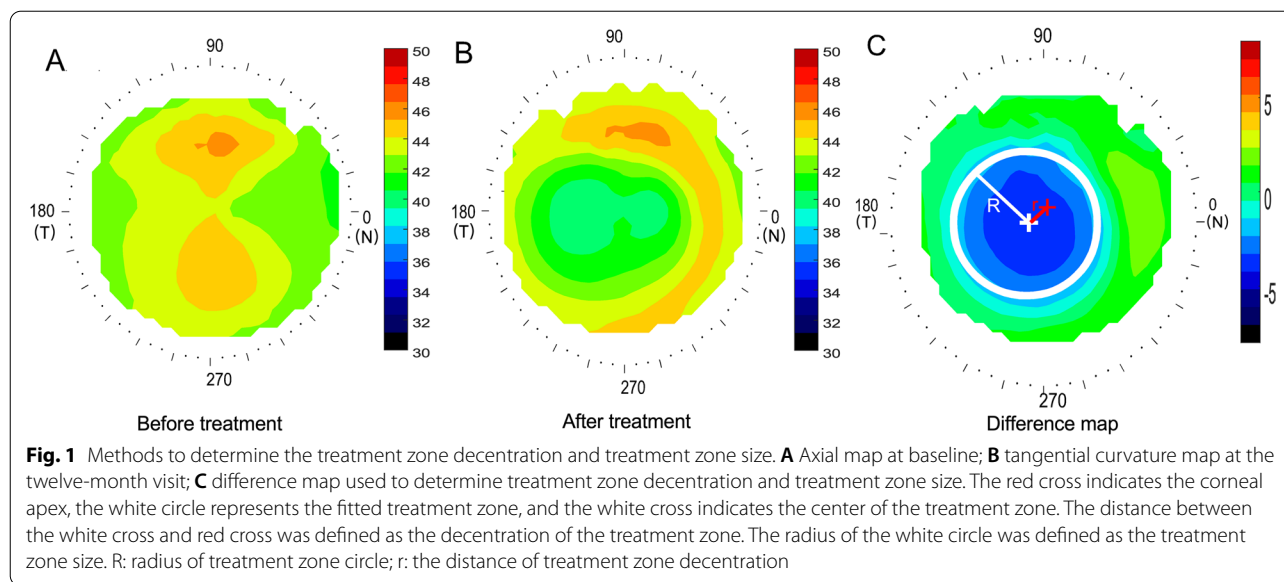 A
B
C
90
90
90
50
48
46
44
42
40
38
36
34
32
30
50
48
46
44
42
40
38
36
34
32
30
5
0
-5
180
(T)
0
(N)
180
(T)
0
(N)
180
(T)
0
(N)
R
r
270
270
270
Before treatment
After treatment
Difference map
Fig. 1 Methods to determine the treatment zone decentration and treatment zone size. A Axial map at baseline; B tangential curvature map at the
twelve-month visit; C difference map used to determine treatment zone decentration and treatment zone size. The red cross indicates the corneal
apex, the white circle represents the fitted treatment zone, and the white cross indicates the center of the treatment zone. The distance between
the white cross and red cross was defined as the decentration of the treatment zone. The radius of the white circle was defined as the treatment
zone size. R: radius of treatment zone circle; r: the distance of treatment zone decentration